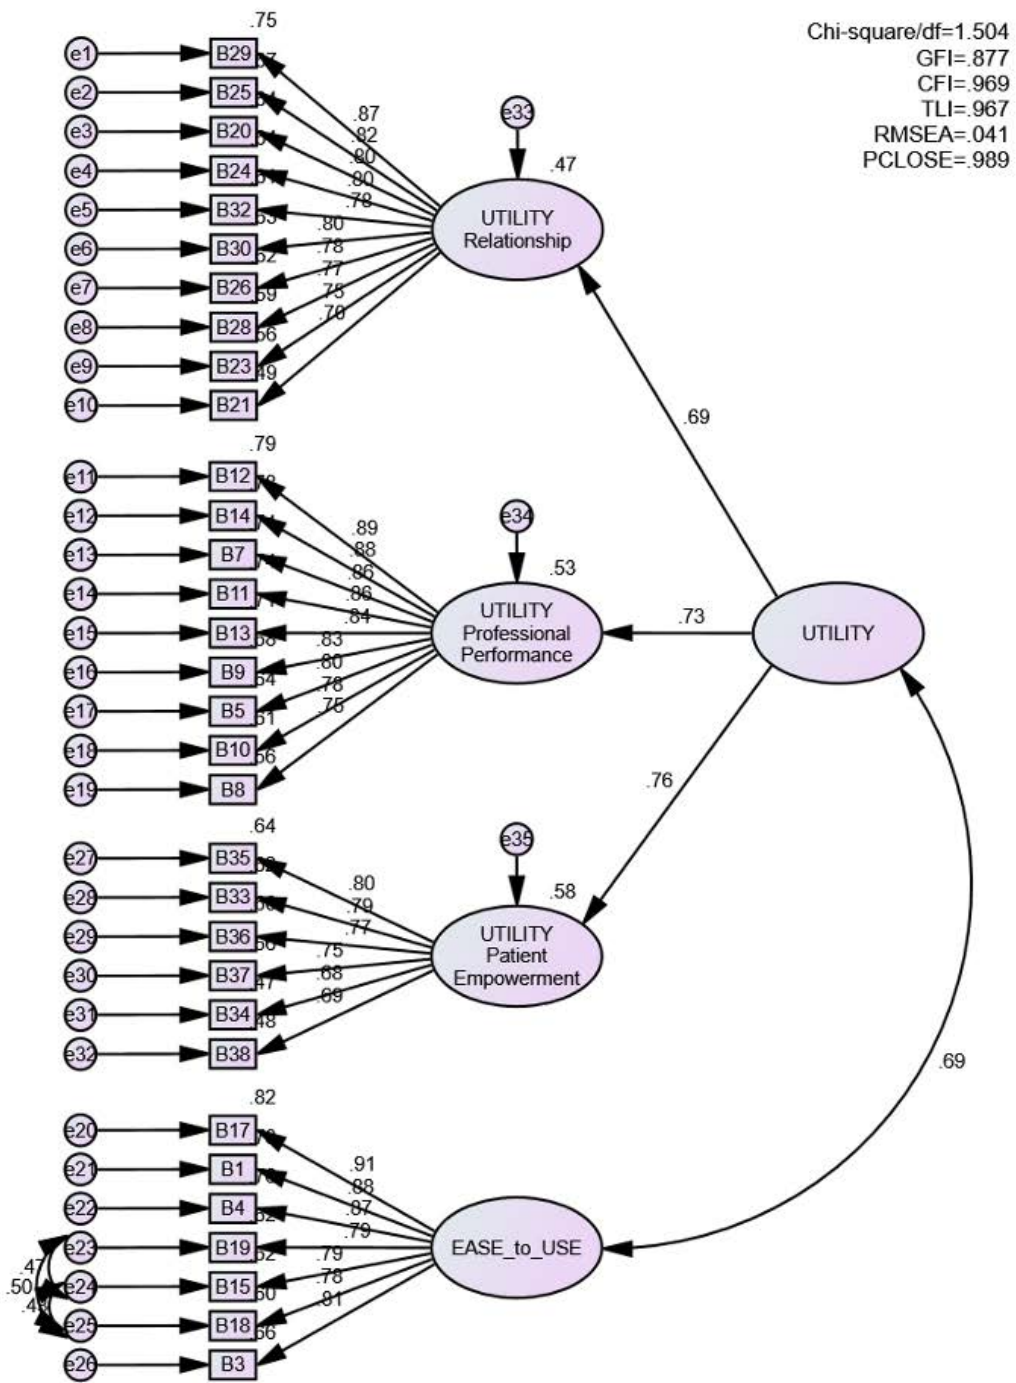 Chi-square/df=1.504
GFI=.877
CFI=.969
TLI=.967
RMSEA=.041
PCLOSE=.989
.75
e1 B29
e2 B25
e3 B20
e4 B24
e5 B32
e6 B30
e7 B26
e8 B28
e9 B23
e10 B21
.87
.82
.80
.80
.78
.80
.78
.77
.75
.70
e33
.47
UTILITY
Relationship
.69
.79
e11 B12
e12 B14
e13 B7
e14 B11
e15 B13
e16 B9
e17 B5
e18 B10
e19 B8
.89
.88
.86
.86
.84
.83
.80
.78
.75
e34
.53
UTILITY
Professional
Performance
.73
UTILITY
.64
e27 B35
e28 B33
e29 B36
e30 B37
e31 B34
e32 B38
.80
.79
.77
.75
.68
.69
e35
.58
UTILITY
Patient
Empowerment
.76
.69
.82
e20 B17
e21 B1
e22 B4
e23 B19
e24 B15
e25 B18
e26 B3
.91
.88
.87
.79
.79
.78
.81
EASE_to_USE
.47
.50